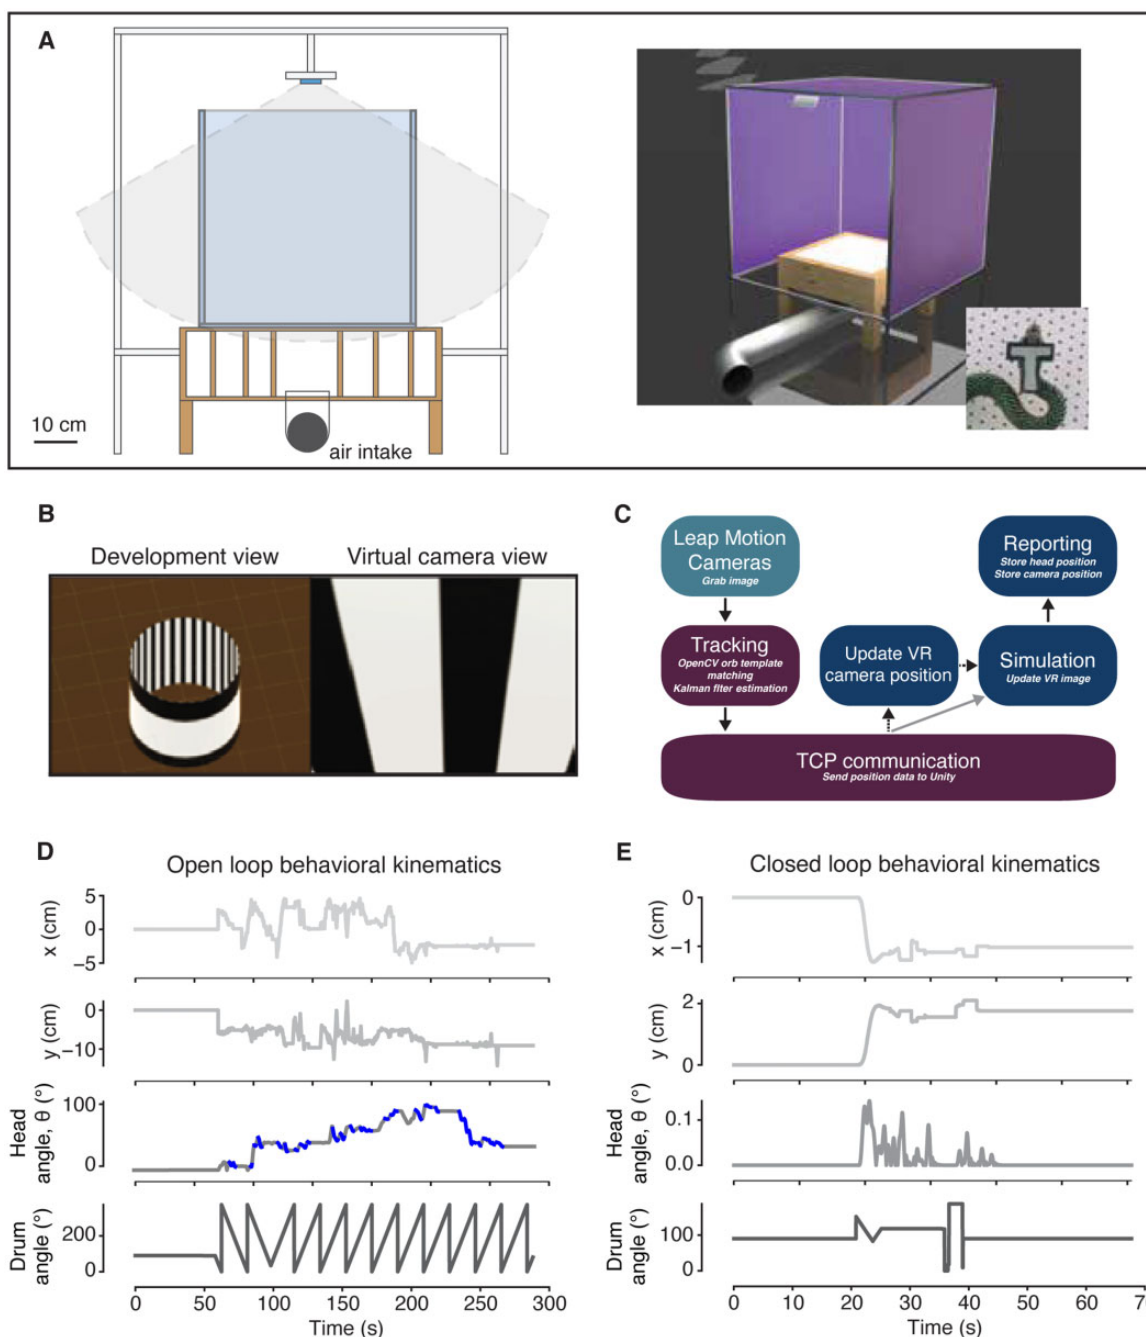 A
10 cm
air intake
T
B
Development view
Virtual camera view
C
Leap Motion
Cameras
Grab image
Reporting
Store head position
Store camera position
Tracking
OpenCV orb template
matching
Kalman flter estimation
Update VR
camera position
Simulation
Update VR image
TCP communication
Send position data to Unity
D
Open loop behavioral kinematics
x (cm)
5
0
−5
y (cm)
0
−10
Head
angle, θ (°)
100
0
Drum
angle (°)
200
0
0 50 100 150 200 250 300
Time (s)
E
Closed loop behavioral kinematics
x (cm)
0
−1
y (cm)
2
0
Head
angle, θ (°)
0.1
0.0
Drum
angle (°)
100
0
0 10 20 30 40 50 60 70
Time (s)